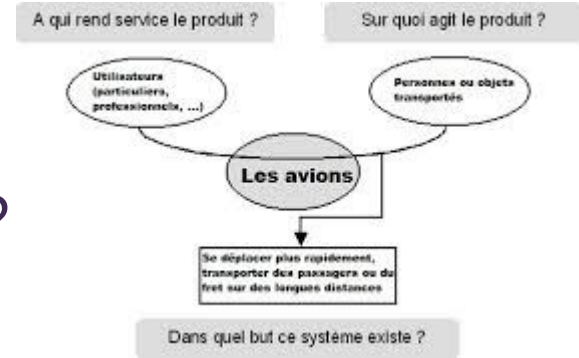 A qui rend service le produit ?
Sur quoi agit le produit ?
Utilisateurs
(particuliers,
professionnels, ...)
Personnes ou objets
transportés
Les avions
Se déplacer plus rapidement,
transporter des passagers ou du
fret sur des longues distances
Dans quel but ce système existe ?